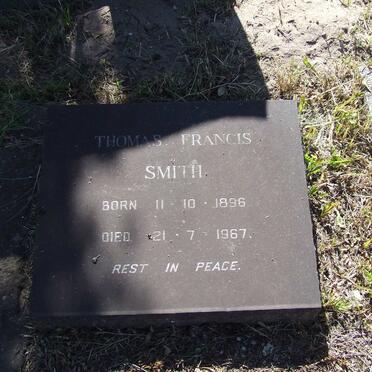 THOMAS FRANCIS
SMITH
BORN 11 - 10 - 1896
DIED 21 - 7 - 1967.
REST IN PEACE.